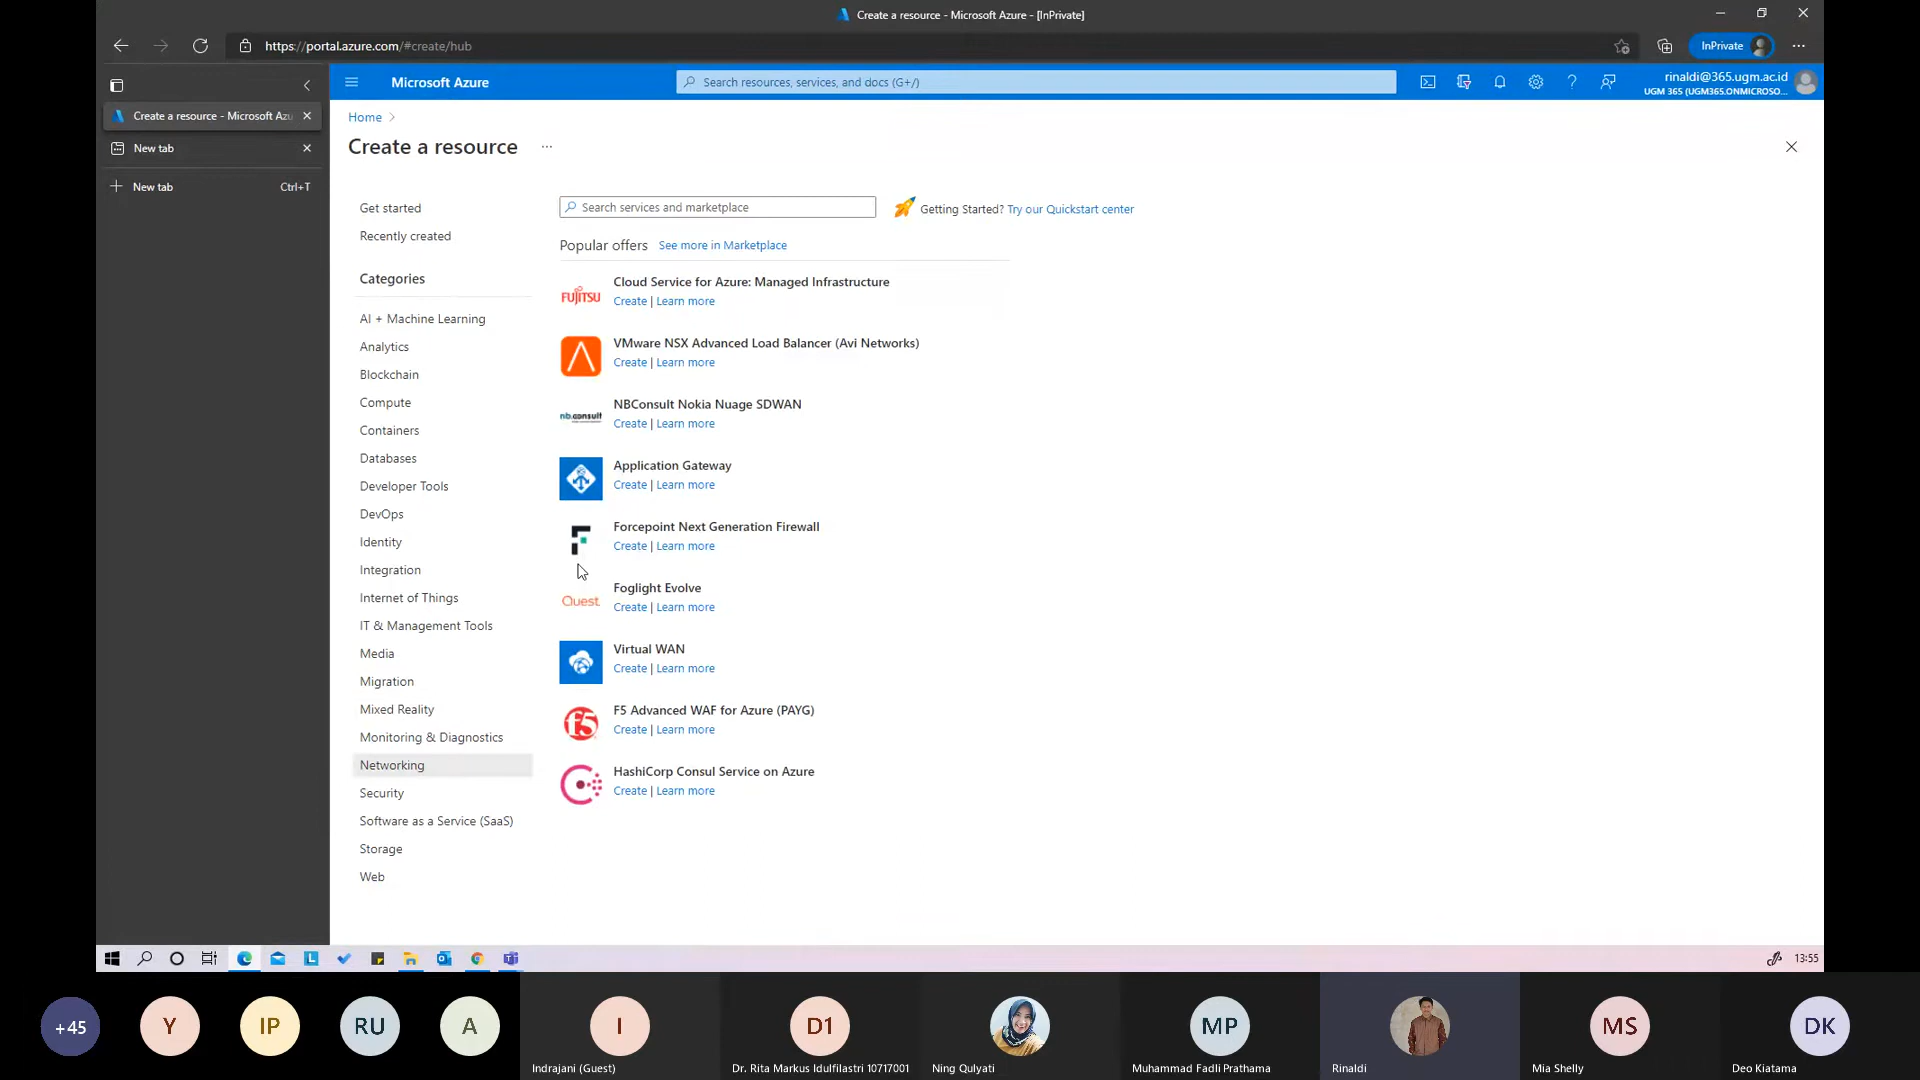 Create a resource - Microsoft Azure - [InPrivate]
https://portal.azure.com/#create/hub
InPrivate
Create a resource - Microsoft Azu
New tab
New tab Ctrl+T
Microsoft Azure
Search resources, services, and docs (G+/)
rinaldi@365.ugm.ac.id
UGM 365 (UGM365.ONMICROSO...
Home
Create a resource
Get started
Recently created
Categories
AI + Machine Learning
Analytics
Blockchain
Compute
Containers
Databases
Developer Tools
DevOps
Identity
Integration
Internet of Things
IT & Management Tools
Media
Migration
Mixed Reality
Monitoring & Diagnostics
Networking
Security
Software as a Service (SaaS)
Storage
Web
Search services and marketplace
Getting Started? Try our Quickstart center
Popular offers See more in Marketplace
FUJITSU
Cloud Service for Azure: Managed Infrastructure
Create | Learn more
VMware NSX Advanced Load Balancer (Avi Networks)
Create | Learn more
nb.consult
NBConsult Nokia Nuage SDWAN
Create | Learn more
Application Gateway
Create | Learn more
Forcepoint Next Generation Firewall
Create | Learn more
Quest
Foglight Evolve
Create | Learn more
Virtual WAN
Create | Learn more
f5
F5 Advanced WAF for Azure (PAYG)
Create | Learn more
HashiCorp Consul Service on Azure
Create | Learn more
13:55
+45
Y
IP
RU
A
I
Indrajani (Guest)
D1
Dr. Rita Markus Idulfilastri 10717001
Ning Qulyati
MP
Muhammad Fadli Prathama
Rinaldi
MS
Mia Shelly
DK
Deo Kiatama